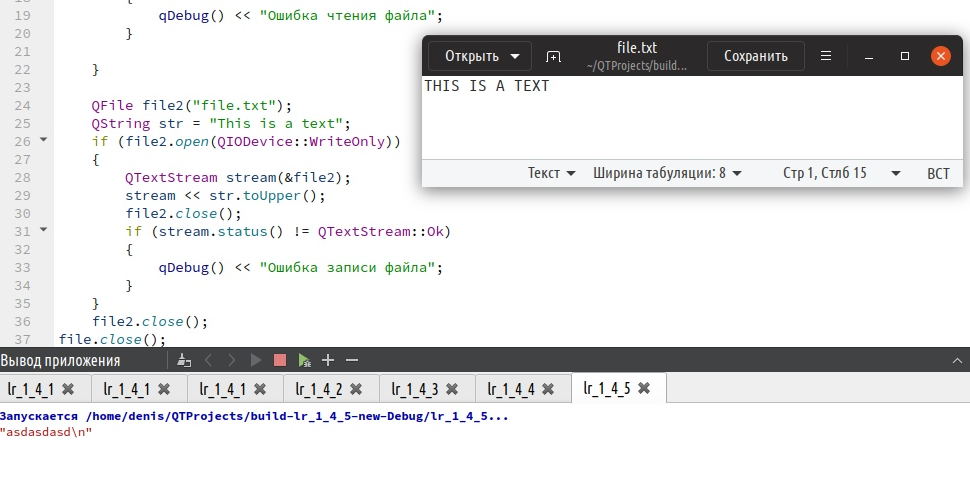 18 {
19 qDebug() << "Ошибка чтения файла";
20 }
21
22 }
23
24 QFile file2("file.txt");
25 QString str = "This is a text";
26 if (file2.open(QIODevice::WriteOnly))
27 {
28 QTextStream stream(&file2);
29 stream << str.toUpper();
30 file2.close();
31 if (stream.status() != QTextStream::Ok)
32 {
33 qDebug() << "Ошибка записи файла";
34 }
35 }
36 file2.close();
37 file.close();
Открыть
file.txt
~/QTProjects/build...
Сохранить
THIS IS A TEXT
Текст Ширина табуляции: 8 Стр 1, Стлб 15 ВСТ
Вывод приложения
lr_1_4_1 lr_1_4_1 lr_1_4_1 lr_1_4_2 lr_1_4_3 lr_1_4_4 lr_1_4_5
Запускается /home/denis/QTProjects/build-lr_1_4_5-new-Debug/lr_1_4_5...
"asdasdasd\n"